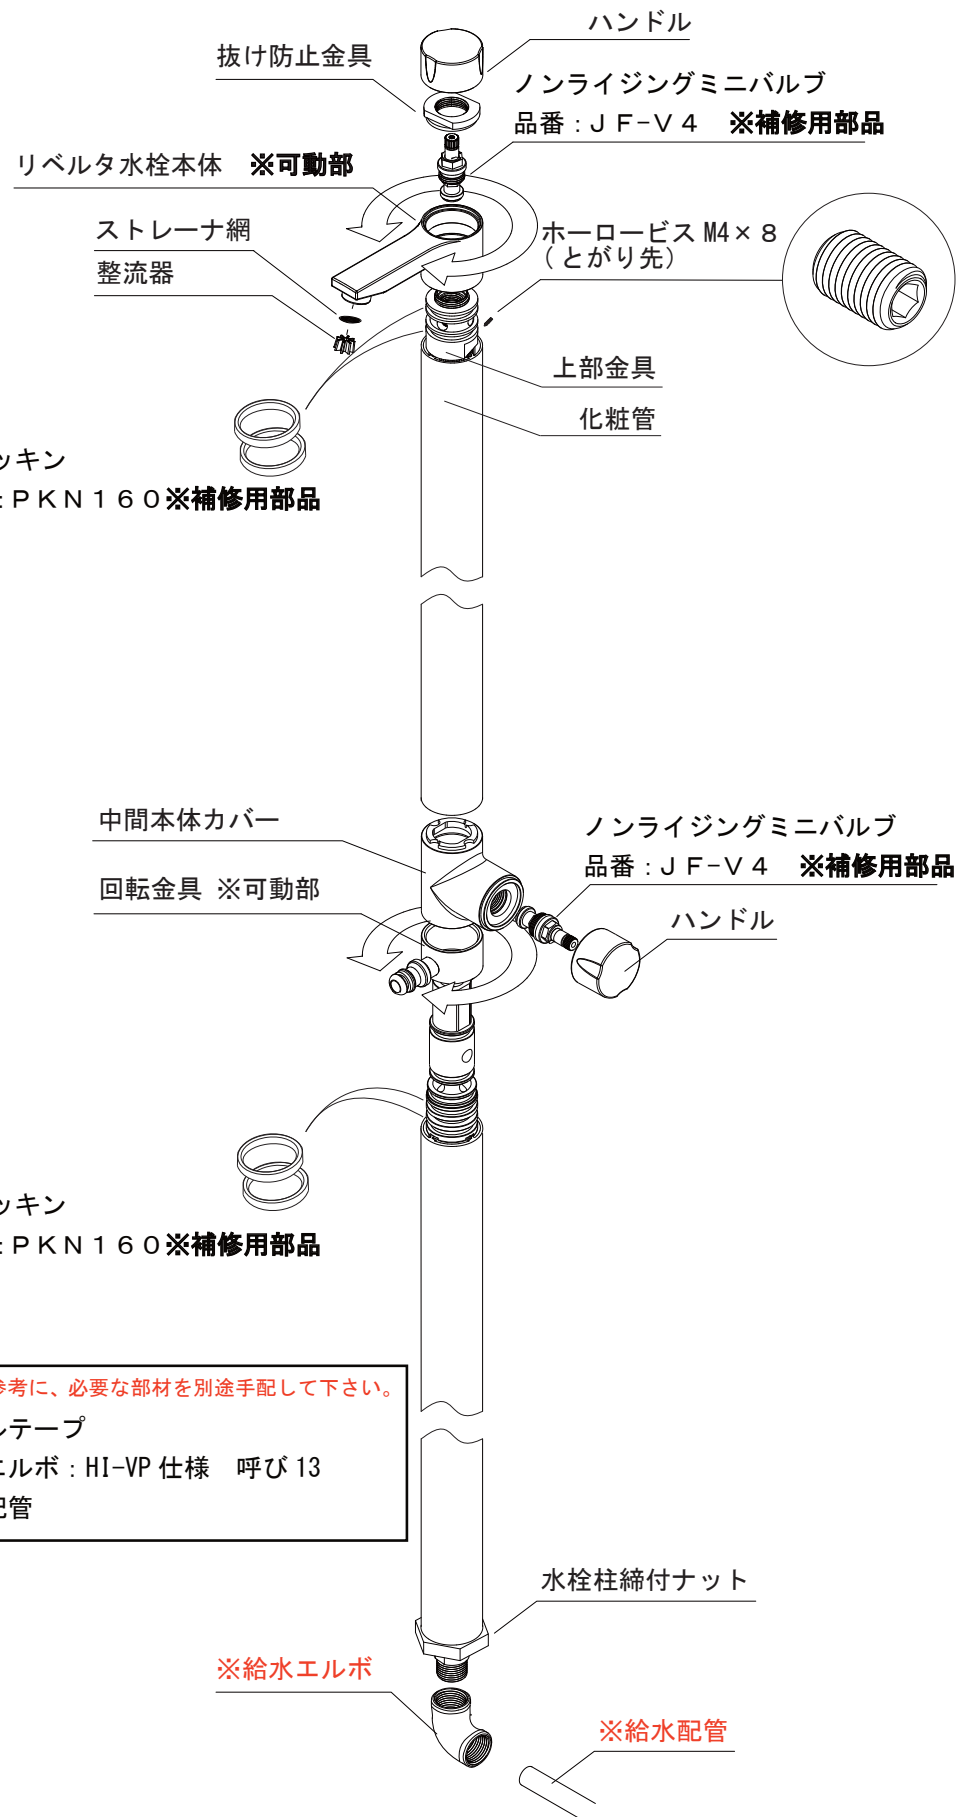 ハンドル
抜け防止金具
ノンライジングミニバルブ
品番：ＪＦ−Ｖ４　※補修用部品
リベルタ水栓本体　※可動部
ストレーナ網
整流器
ホーロービス M4×８
（とがり先）
上部金具
化粧管
ッキン
：ＰＫＮ１６０※補修用部品
中間本体カバー
回転金具 ※可動部
ノンライジングミニバルブ
品番：ＪＦ−Ｖ４　※補修用部品
ハンドル
ッキン
：ＰＫＮ１６０※補修用部品
参考に、必要な部材を別途手配して下さい。
ルテープ
エルボ：HI-VP 仕様　呼び 13
配管
水栓柱締付ナット
※給水エルボ
※給水配管